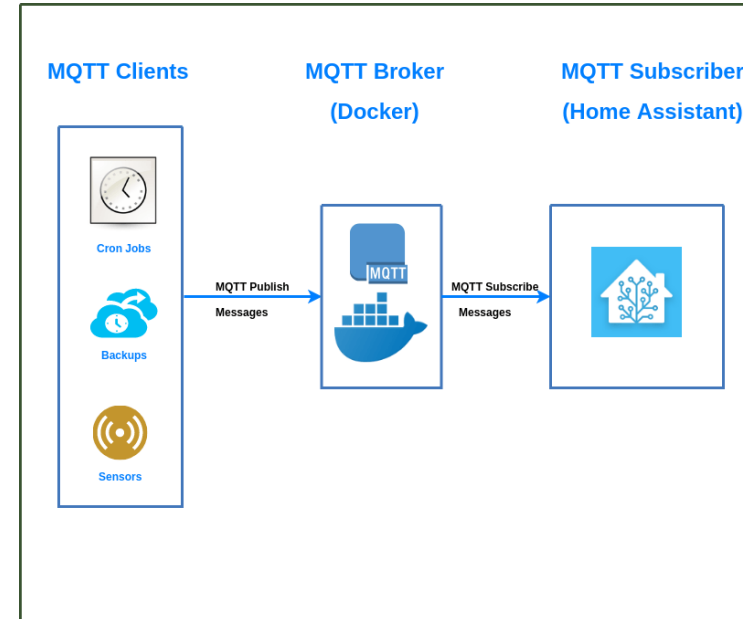 MQTT Clients
MQTT Broker
(Docker)
MQTT Subscriber
(Home Assistant)
Cron Jobs
Backups
Sensors
MQTT Publish
Messages
MQTT
MQTT Subscribe
Messages